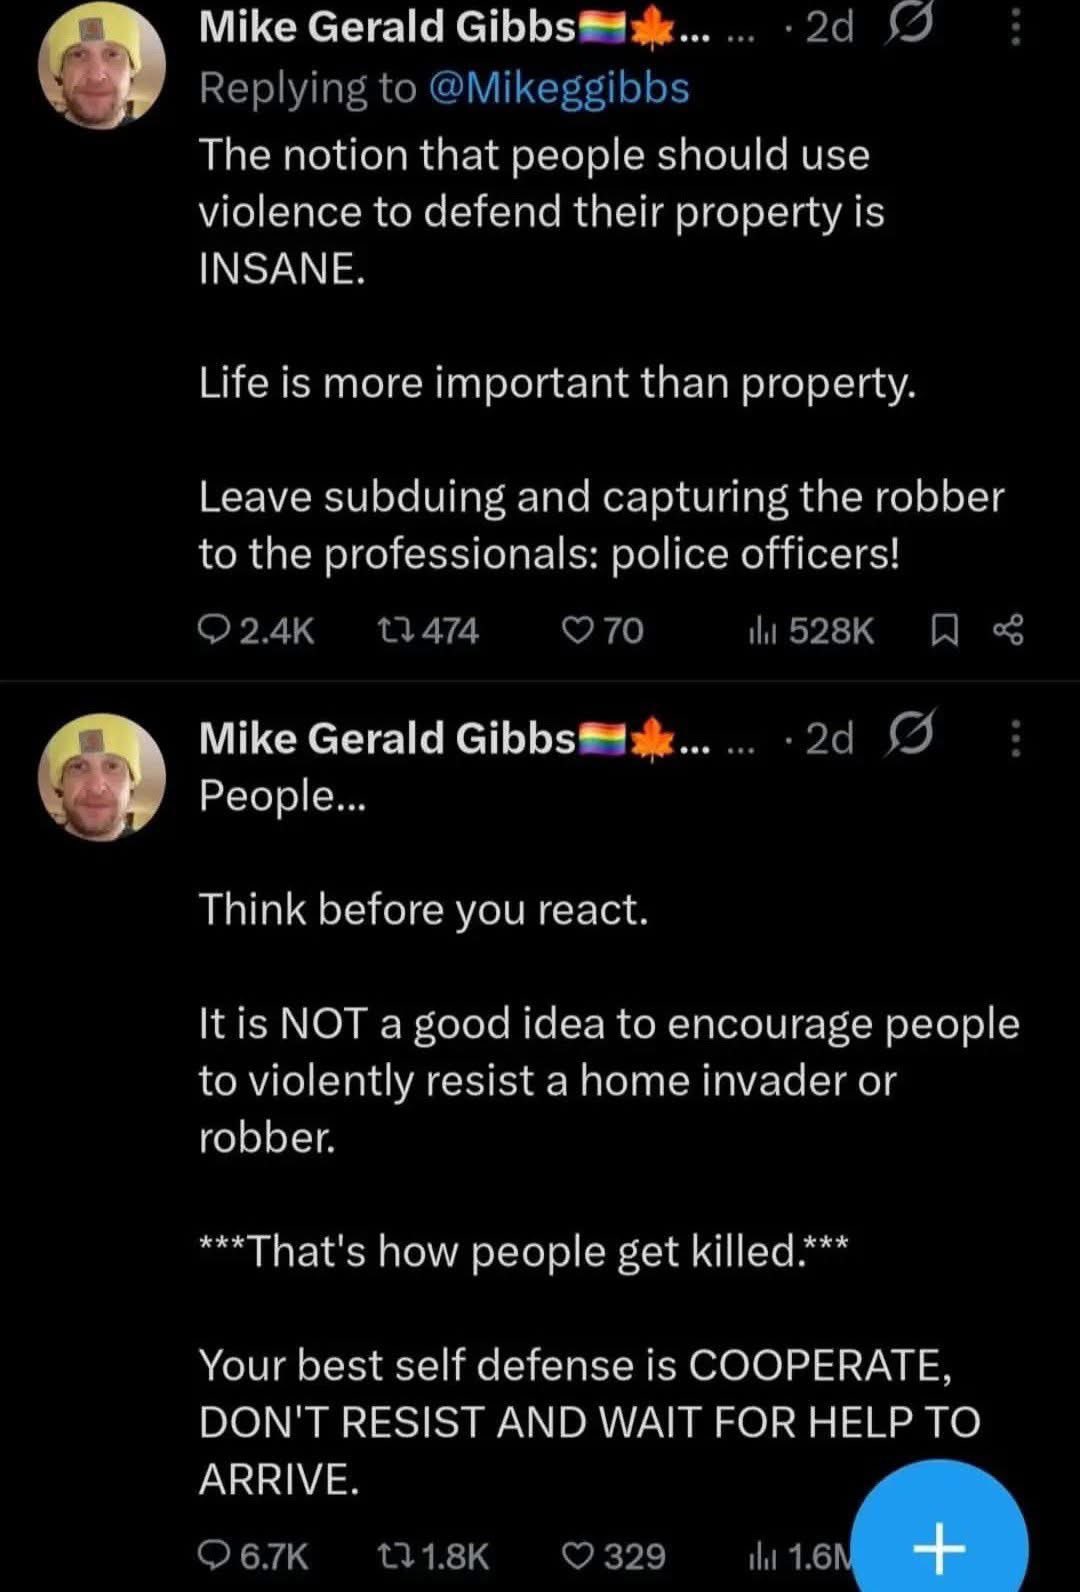 Mike Gerald Gibbs🏳️‍🌈🍁... ... · 2d
Replying to @Mikeggibbs
The notion that people should use
violence to defend their property is
INSANE.
Life is more important than property.
Leave subduing and capturing the robber
to the professionals: police officers!
2.4K 474 70 528K
Mike Gerald Gibbs🏳️‍🌈🍁... ... · 2d
People...
Think before you react.
It is NOT a good idea to encourage people
to violently resist a home invader or
robber.
***That's how people get killed.***
Your best self defense is COOPERATE,
DON'T RESIST AND WAIT FOR HELP TO
ARRIVE.
6.7K 1.8K 329 1.6M